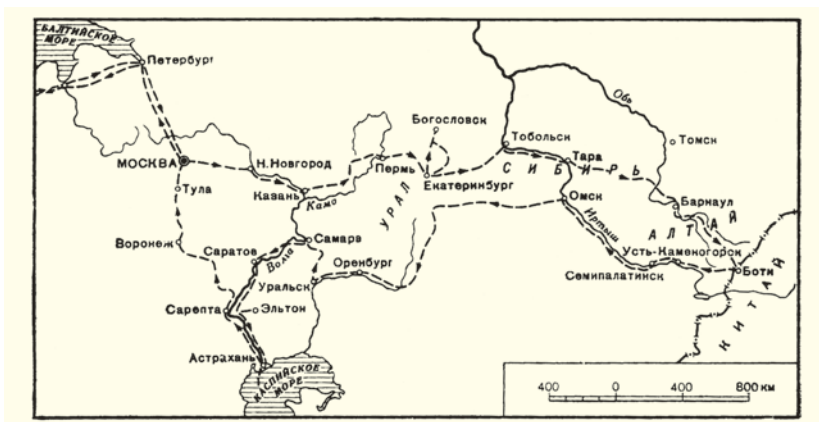 БАЛТИЙСКОЕ
МОРЕ
Петербург
МОСКВА
Тула
Воронеж
Н. Новгород
Казань
Кама
Пермь
УРАЛ
Богословск
Екатеринбург
Тобольск
Обь
Томск
Тара
СИБИРЬ
Омск
Иртыш
Барнаул
АЛТАЙ
Усть-Каменогорск
Семипалатинск
Боти
КИТАЙ
Саратов
Волга
Самара
Оренбург
Уральск
Сарепта
Эльтон
Астрахань
КАСПИЙСКОЕ
МОРЕ
400 0 400 800 км